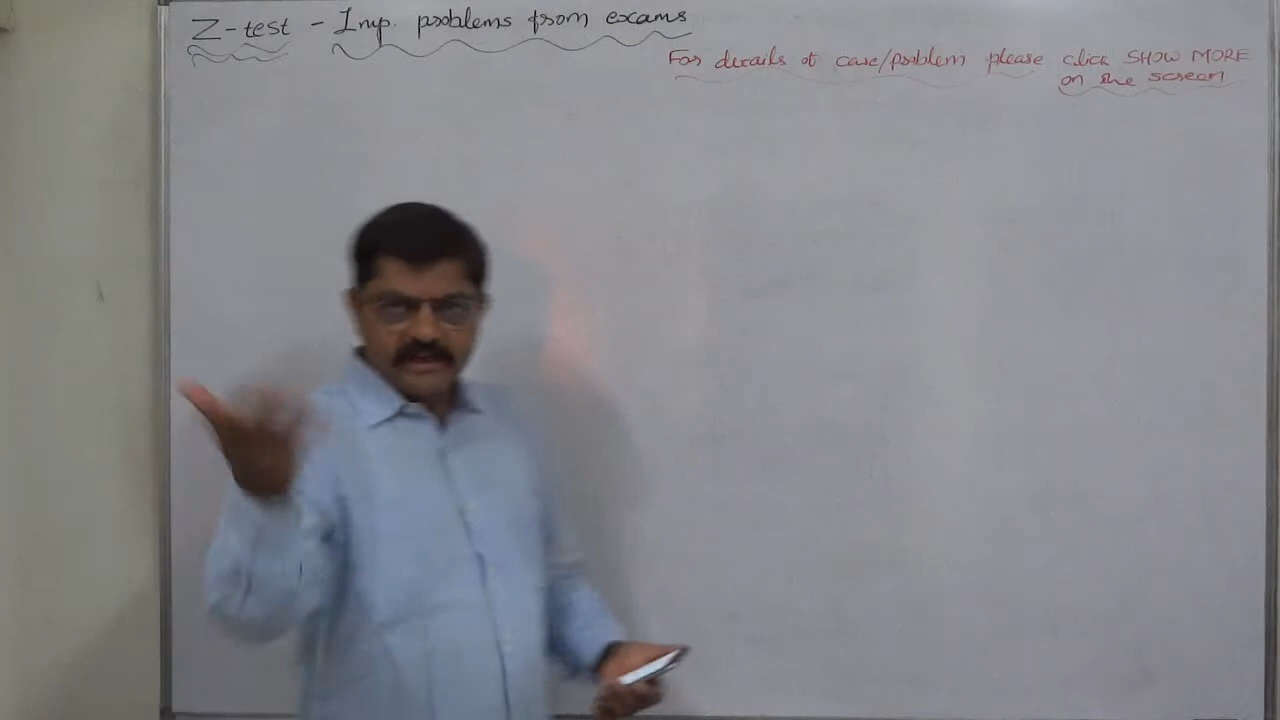 Z-test - Imp. problems from exams
For details of case/problem please click SHOW MORE
on the screen